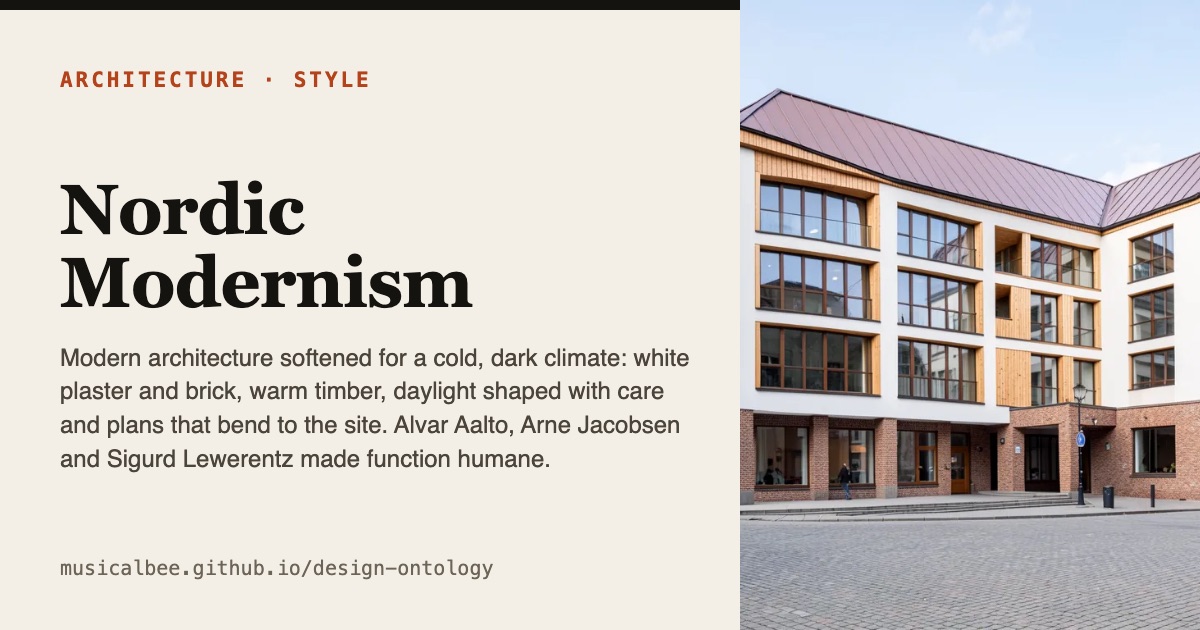 ARCHITECTURE · STYLE
Nordic
Modernism
Modern architecture softened for a cold, dark climate: white
plaster and brick, warm timber, daylight shaped with care
and plans that bend to the site. Alvar Aalto, Arne Jacobsen
and Sigurd Lewerentz made function humane.
musicalbee.github.io/design-ontology